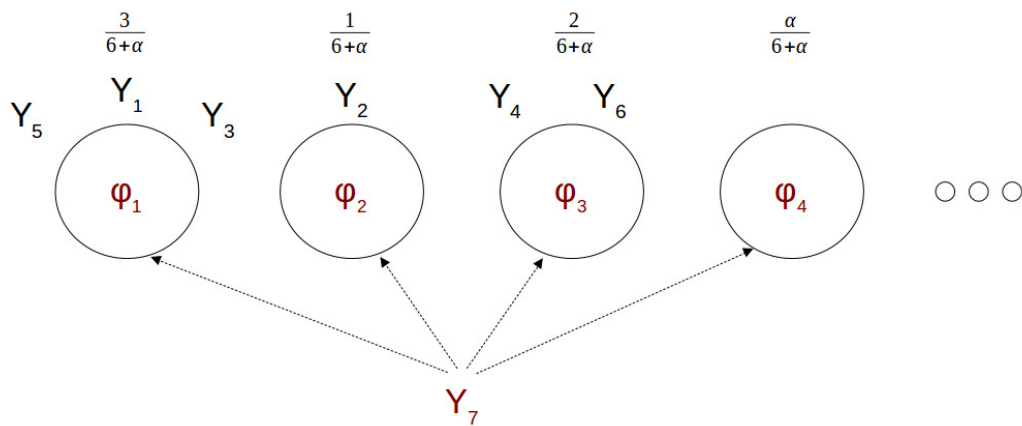 3/(6+α) 1/(6+α) 2/(6+α) α/(6+α)
Y₅ Y₁ Y₃ Y₂ Y₄ Y₆
φ₁ φ₂ φ₃ φ₄
Y₇